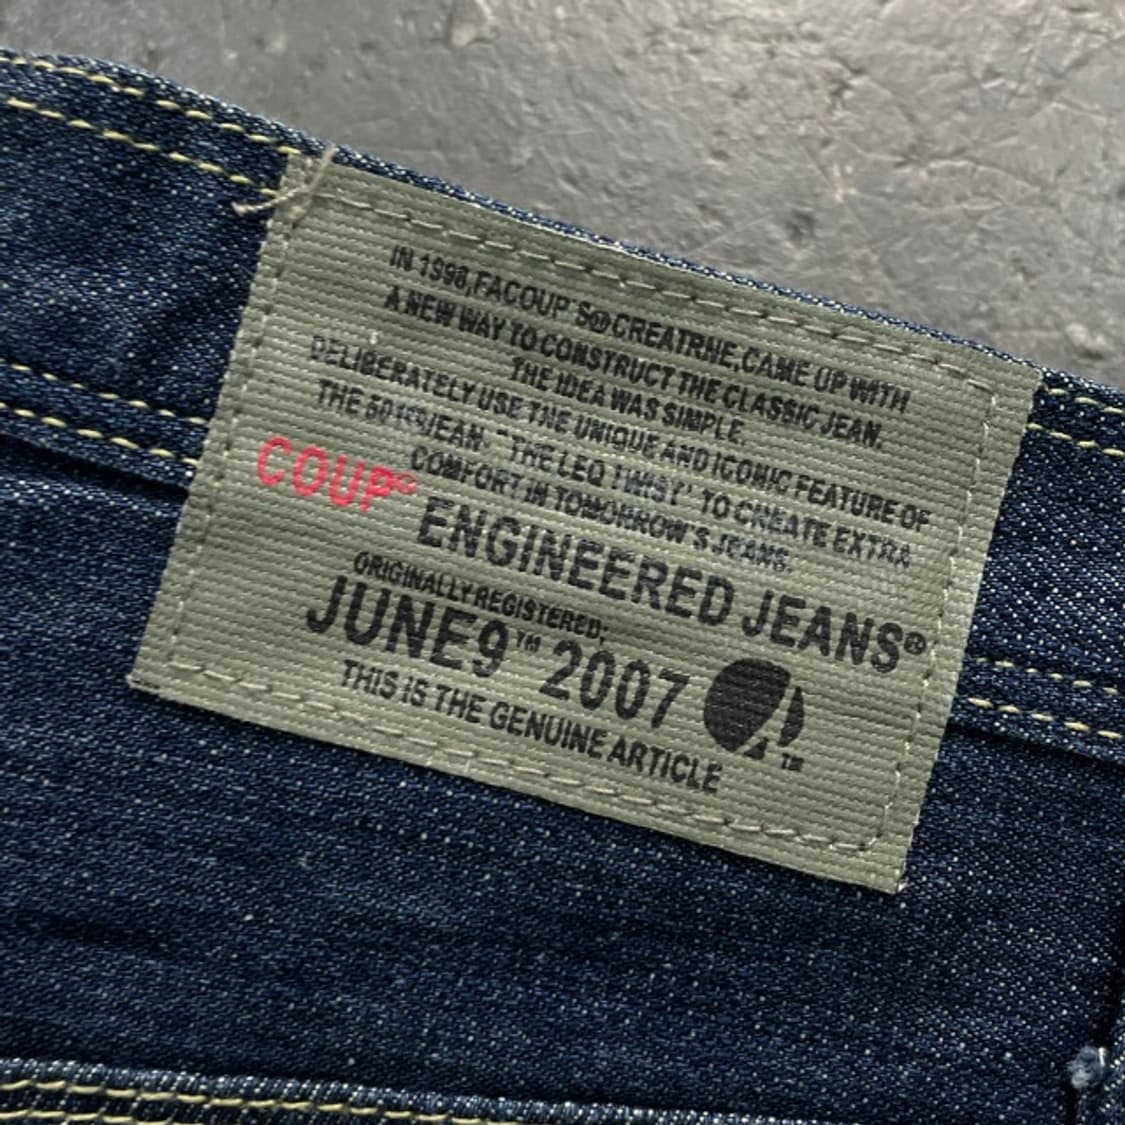 IN 1998,FACOUP'S®CREATRNE,CAME UP WITH
A NEW WAY TO CONSTRUCT THE CLASSIC JEAN.
THE IDEA WAS SIMPLE.
DELIBERATELY USE THE UNIQUE AND ICONIC FEATURE OF
THE JEAN- "THE LEQ TWIST" TO CREATE EXTRA
COMFORT IN TOMORROW'S JEANS.
COUP®
ENGINEERED JEANS®
ORIGINALLY REGISTERED,
JUNE9™ 2007
™
THIS IS THE GENUINE ARTICLE